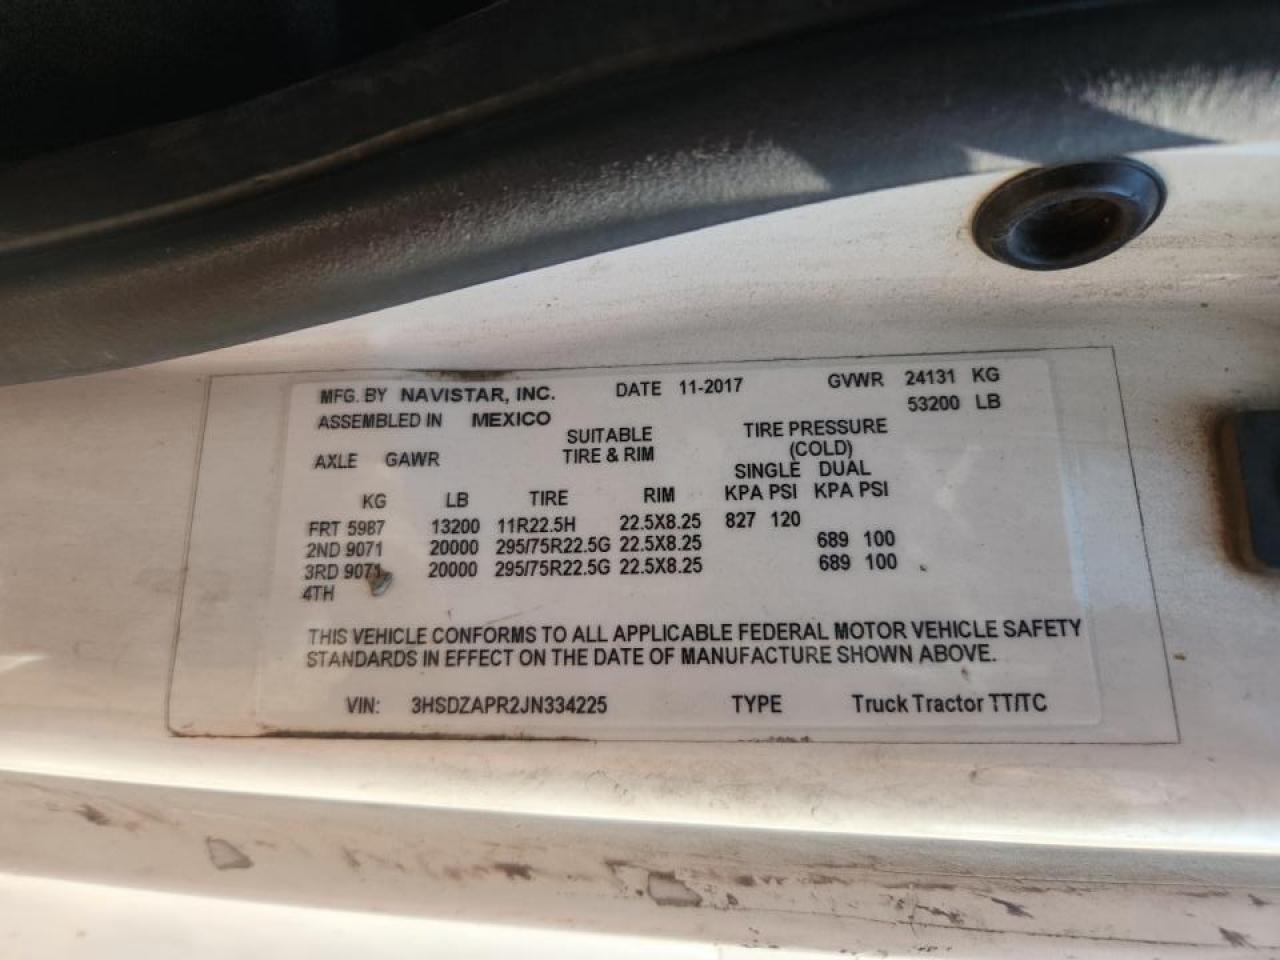 MFG. BY NAVISTAR, INC. DATE 11-2017 GVWR 24131 KG
ASSEMBLED IN MEXICO 53200 LB
SUITABLE TIRE PRESSURE
AXLE GAWR TIRE & RIM (COLD)
SINGLE DUAL
KG LB TIRE RIM KPA PSI KPA PSI
FRT 5987 13200 11R22.5H 22.5X8.25 827 120
2ND 9071 20000 295/75R22.5G 22.5X8.25 689 100
3RD 9071 20000 295/75R22.5G 22.5X8.25 689 100
4TH
THIS VEHICLE CONFORMS TO ALL APPLICABLE FEDERAL MOTOR VEHICLE SAFETY
STANDARDS IN EFFECT ON THE DATE OF MANUFACTURE SHOWN ABOVE.
VIN: 3HSDZAPR2JN334225 TYPE Truck Tractor TT/TC